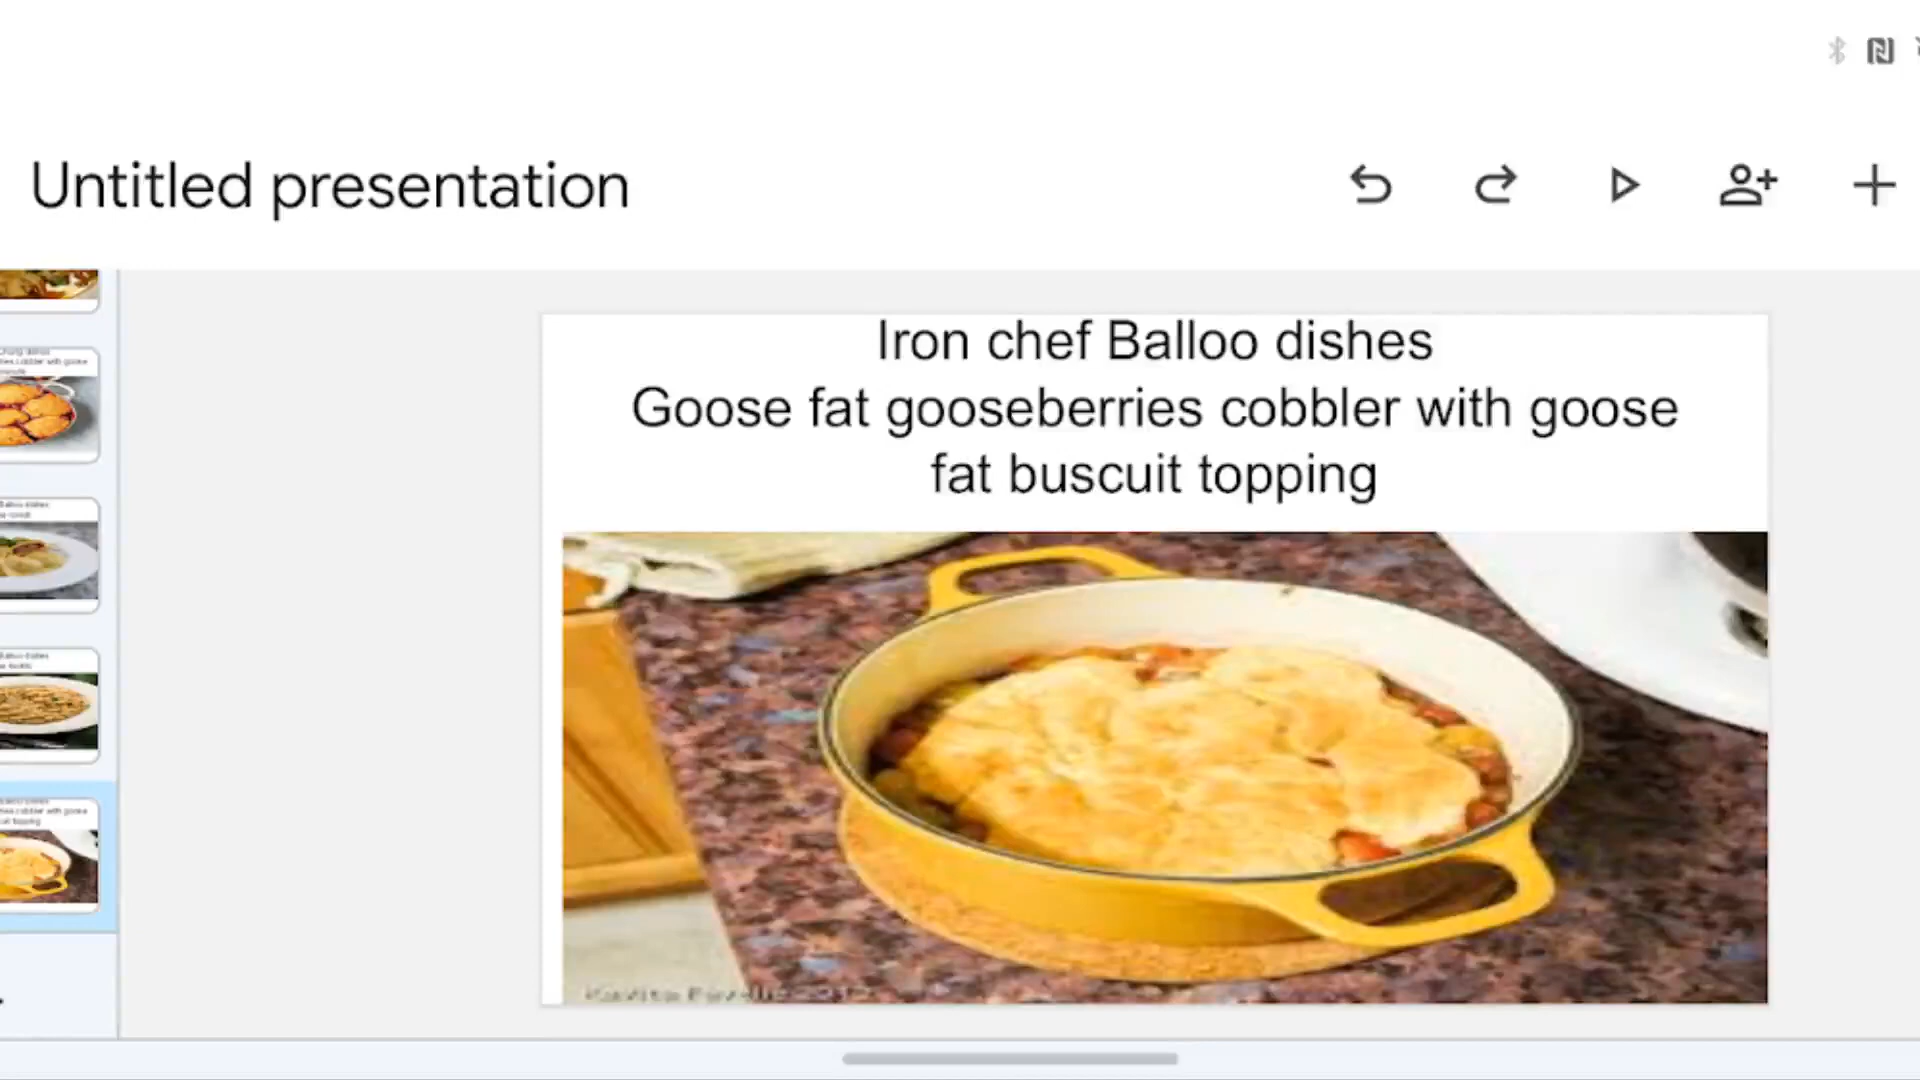 Untitled presentation
Iron chef Balloo dishes
Goose fat gooseberries cobbler with goose
fat buscuit topping